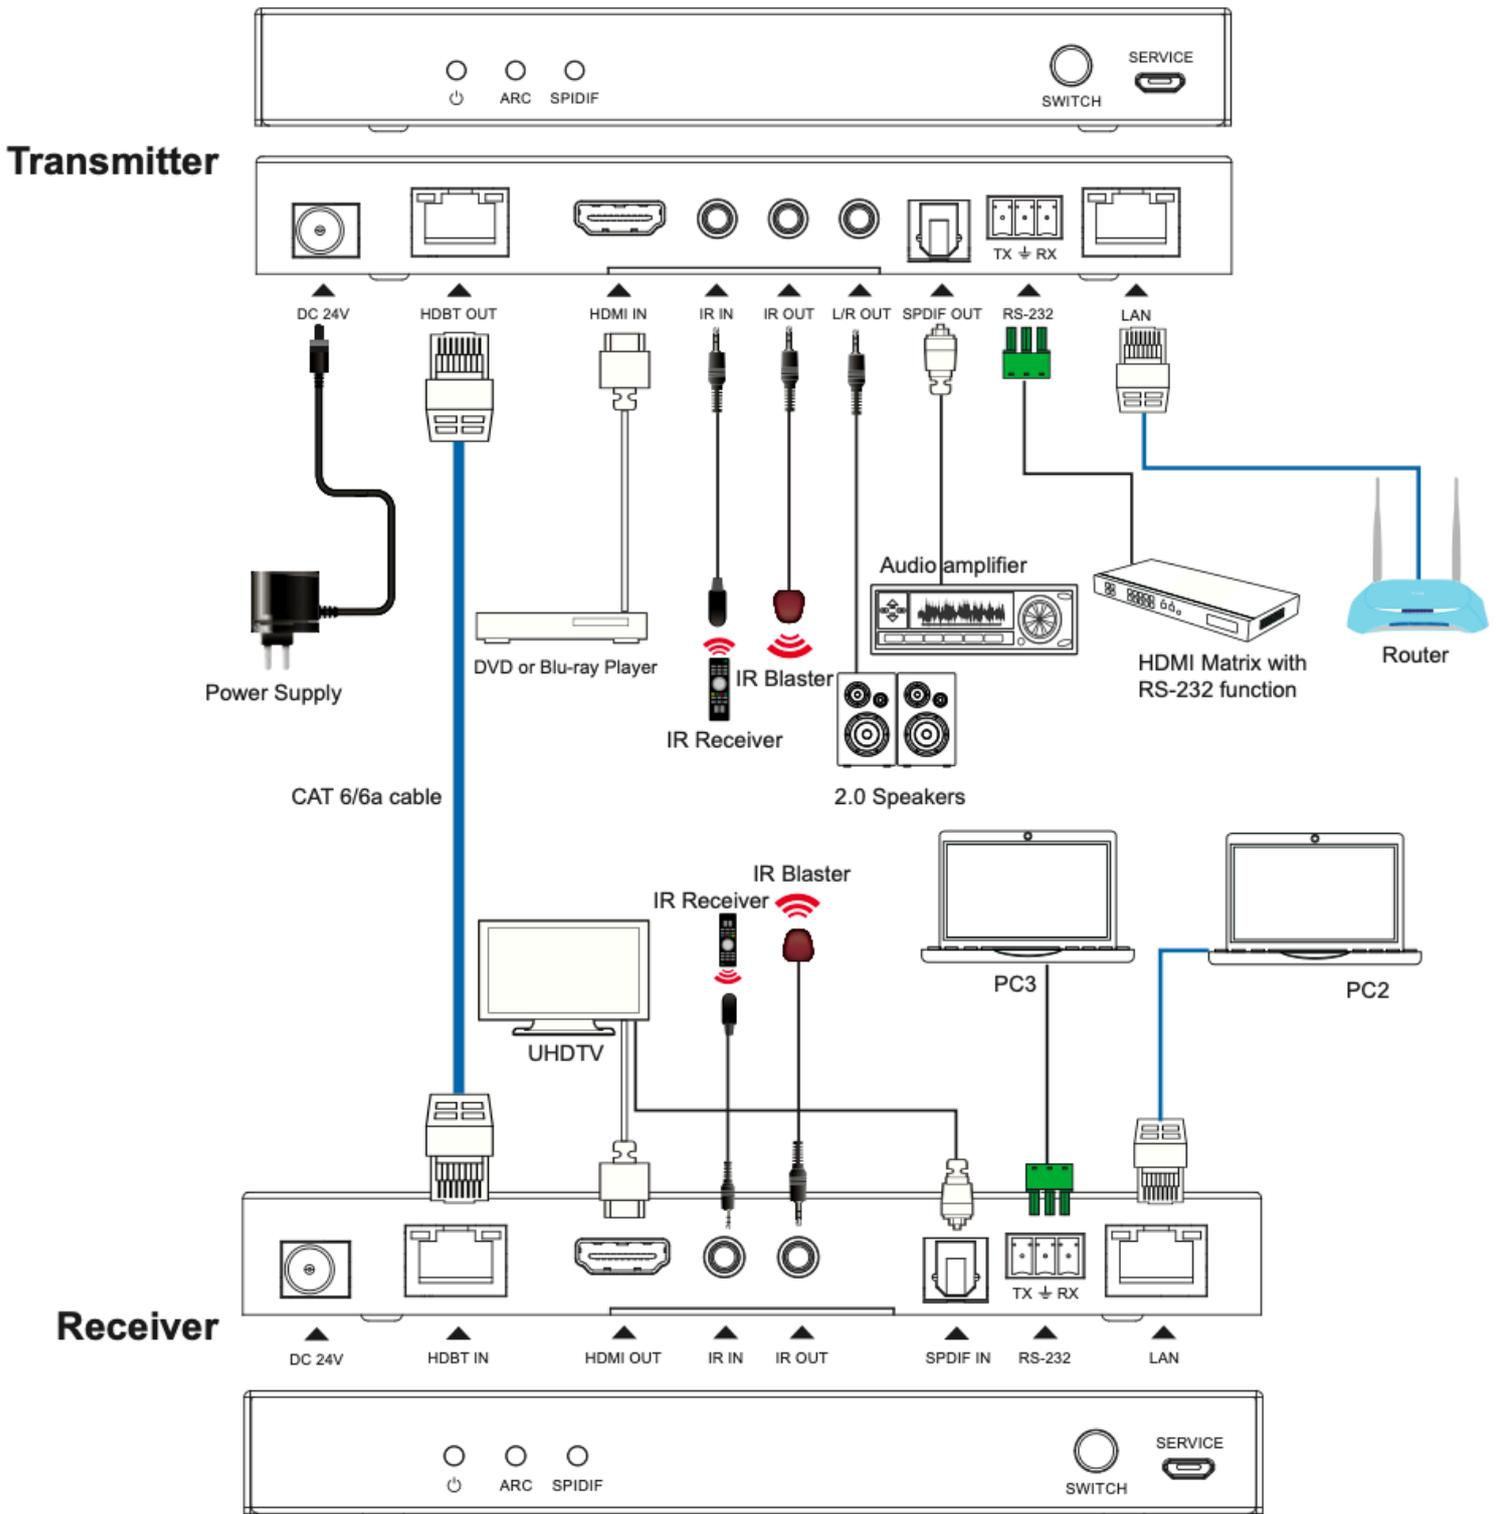 SERVICE
ARC SPIDIF
SWITCH
Transmitter
TX RX
DC 24V HDBT OUT HDMI IN IR IN IR OUT L/R OUT SPDIF OUT RS-232 LAN
Audio amplifier
DVD or Blu-ray Player
IR Blaster
HDMI Matrix with
RS-232 function
Router
Power Supply
IR Receiver
CAT 6/6a cable
2.0 Speakers
IR Blaster
IR Receiver
PC3
PC2
UHDTV
TX RX
Receiver
DC 24V HDBT IN HDMI OUT IR IN IR OUT SPDIF IN RS-232 LAN
SERVICE
ARC SPIDIF
SWITCH